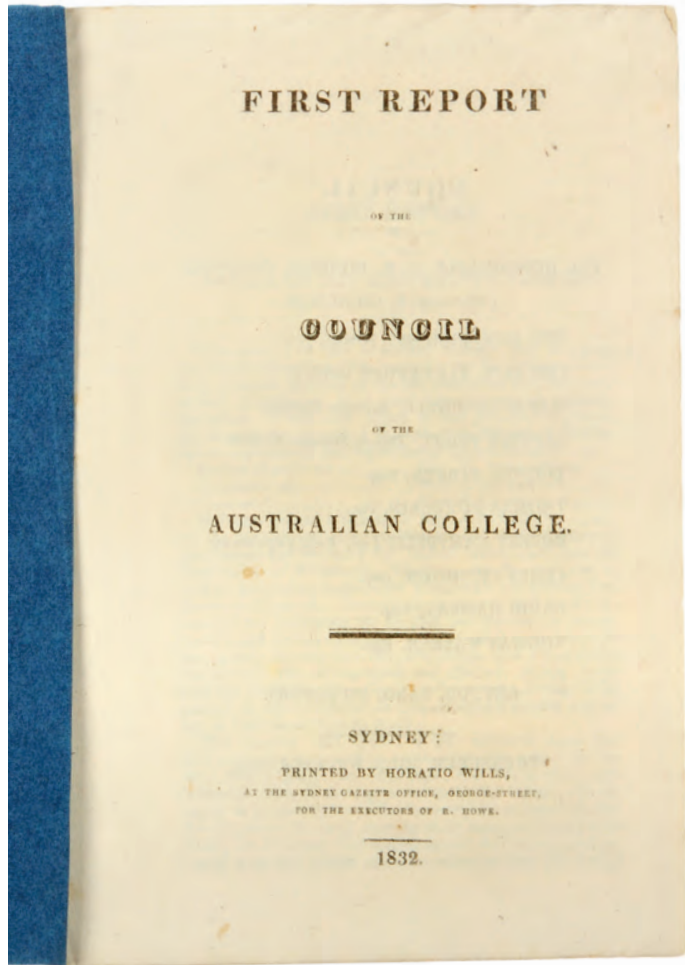 FIRST REPORT
OF THE
COUNCIL
OF THE
AUSTRALIAN COLLEGE.
SYDNEY:
PRINTED BY HORATIO WILLS,
AT THE SYDNEY GAZETTE OFFICE, GEORGE-STREET,
FOR THE EXECUTORS OF R. HOWE.
1832.